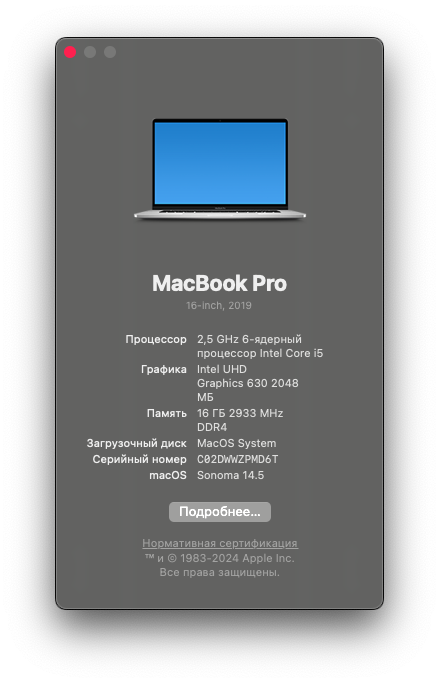 MacBook Pro
16-inch, 2019
Процессор 2,5 GHz 6-ядерный
процессор Intel Core i5
Графика Intel UHD
Graphics 630 2048
МБ
Память 16 ГБ 2933 MHz
DDR4
Загрузочный диск MacOS System
Серийный номер C02DWWZPMD6T
macOS Sonoma 14.5
Подробнее...
Нормативная сертификация
™ и © 1983-2024 Apple Inc.
Все права защищены.